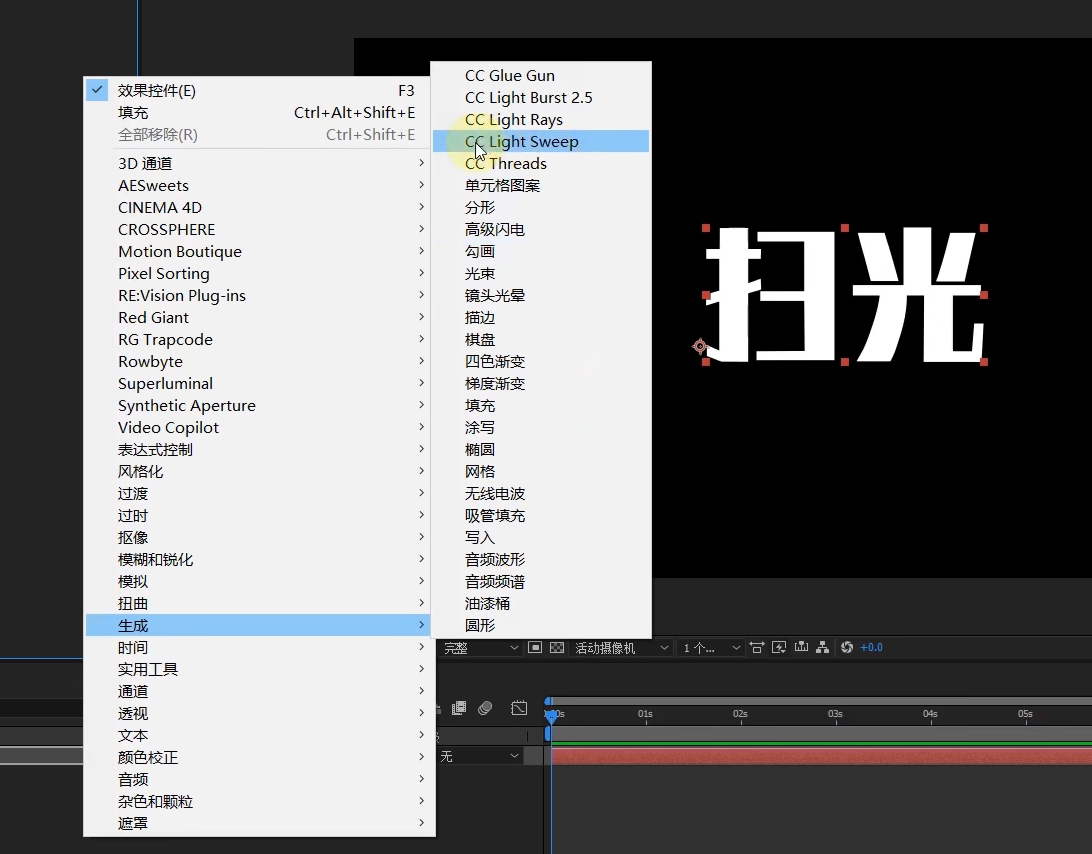 效果控件(E) F3
填充 Ctrl+Alt+Shift+E
全部移除(R) Ctrl+Shift+E
3D 通道
AESweets
CINEMA 4D
CROSSPHERE
Motion Boutique
Pixel Sorting
RE:Vision Plug-ins
Red Giant
RG Trapcode
Rowbyte
Superluminal
Synthetic Aperture
Video Copilot
表达式控制
风格化
过渡
过时
抠像
模糊和锐化
模拟
扭曲
生成
时间
实用工具
通道
透视
文本
颜色校正
音频
杂色和颗粒
遮罩
CC Glue Gun
CC Light Burst 2.5
CC Light Rays
CC Light Sweep
CC Threads
单元格图案
分形
高级闪电
勾画
光束
镜头光晕
描边
棋盘
四色渐变
梯度渐变
填充
涂写
椭圆
网格
无线电波
吸管填充
写入
音频波形
音频频谱
油漆桶
圆形
扫光
完整 活动摄像机 1个... +0.0
01s 02s 03s 04s 05s
无